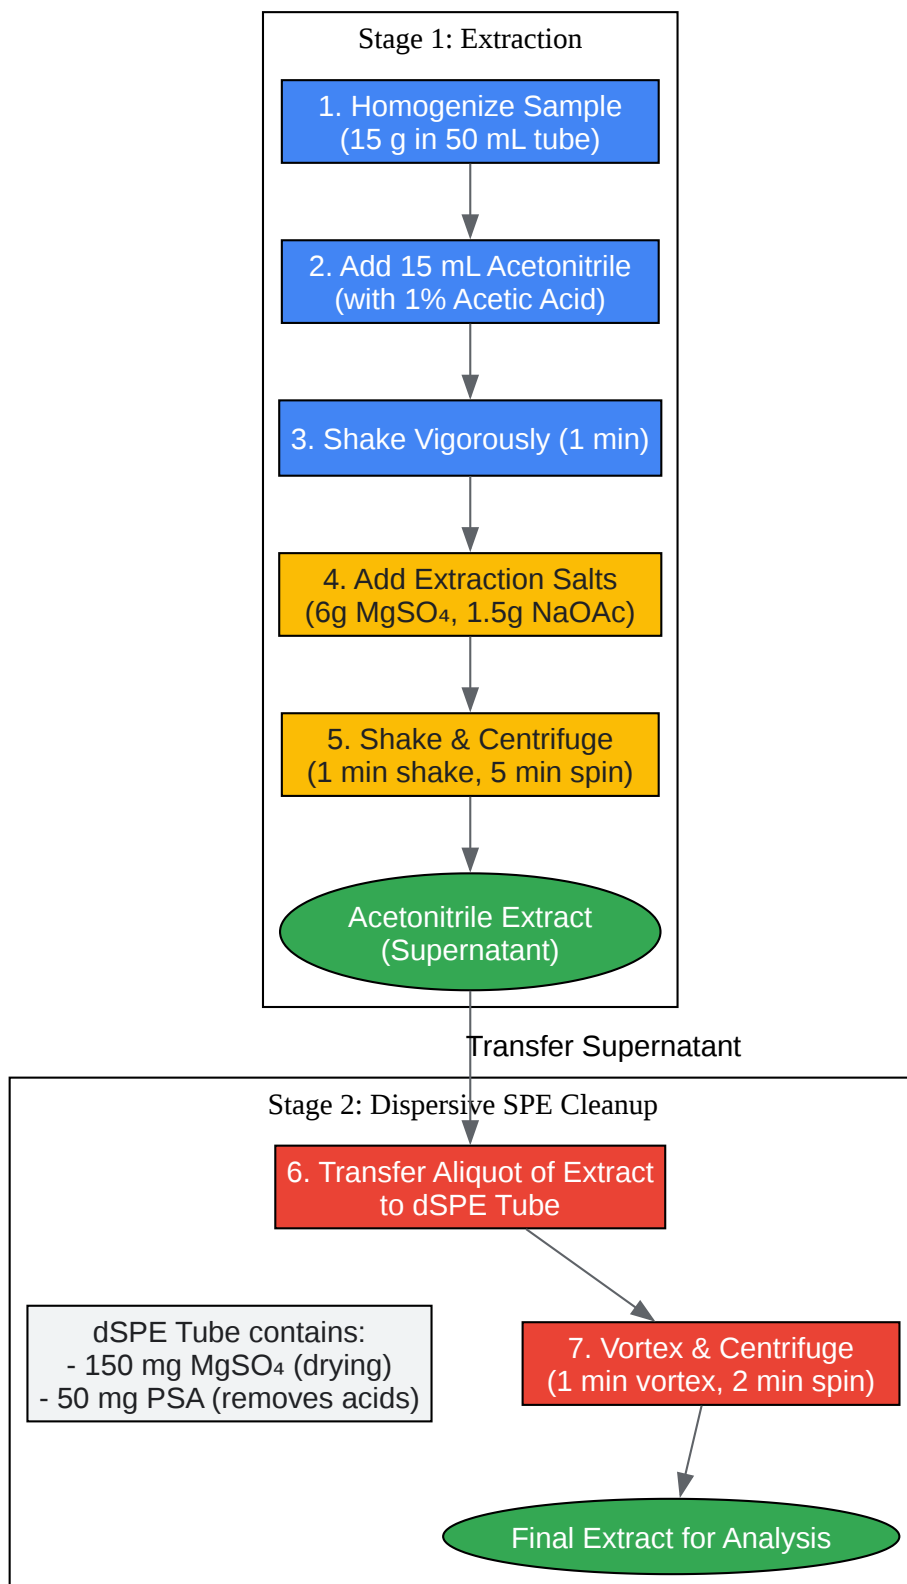 Stage 1: Extraction
1. Homogenize Sample
(15 g in 50 mL tube)
2. Add 15 mL Acetonitrile
(with 1% Acetic Acid)
3. Shake Vigorously (1 min)
4. Add Extraction Salts
(6g MgSO₄, 1.5g NaOAc)
5. Shake & Centrifuge
(1 min shake, 5 min spin)
Acetonitrile Extract
(Supernatant)
Transfer Supernatant
Stage 2: Dispersive SPE Cleanup
6. Transfer Aliquot of Extract
to dSPE Tube
dSPE Tube contains:
- 150 mg MgSO₄ (drying)
- 50 mg PSA (removes acids)
7. Vortex & Centrifuge
(1 min vortex, 2 min spin)
Final Extract for Analysis